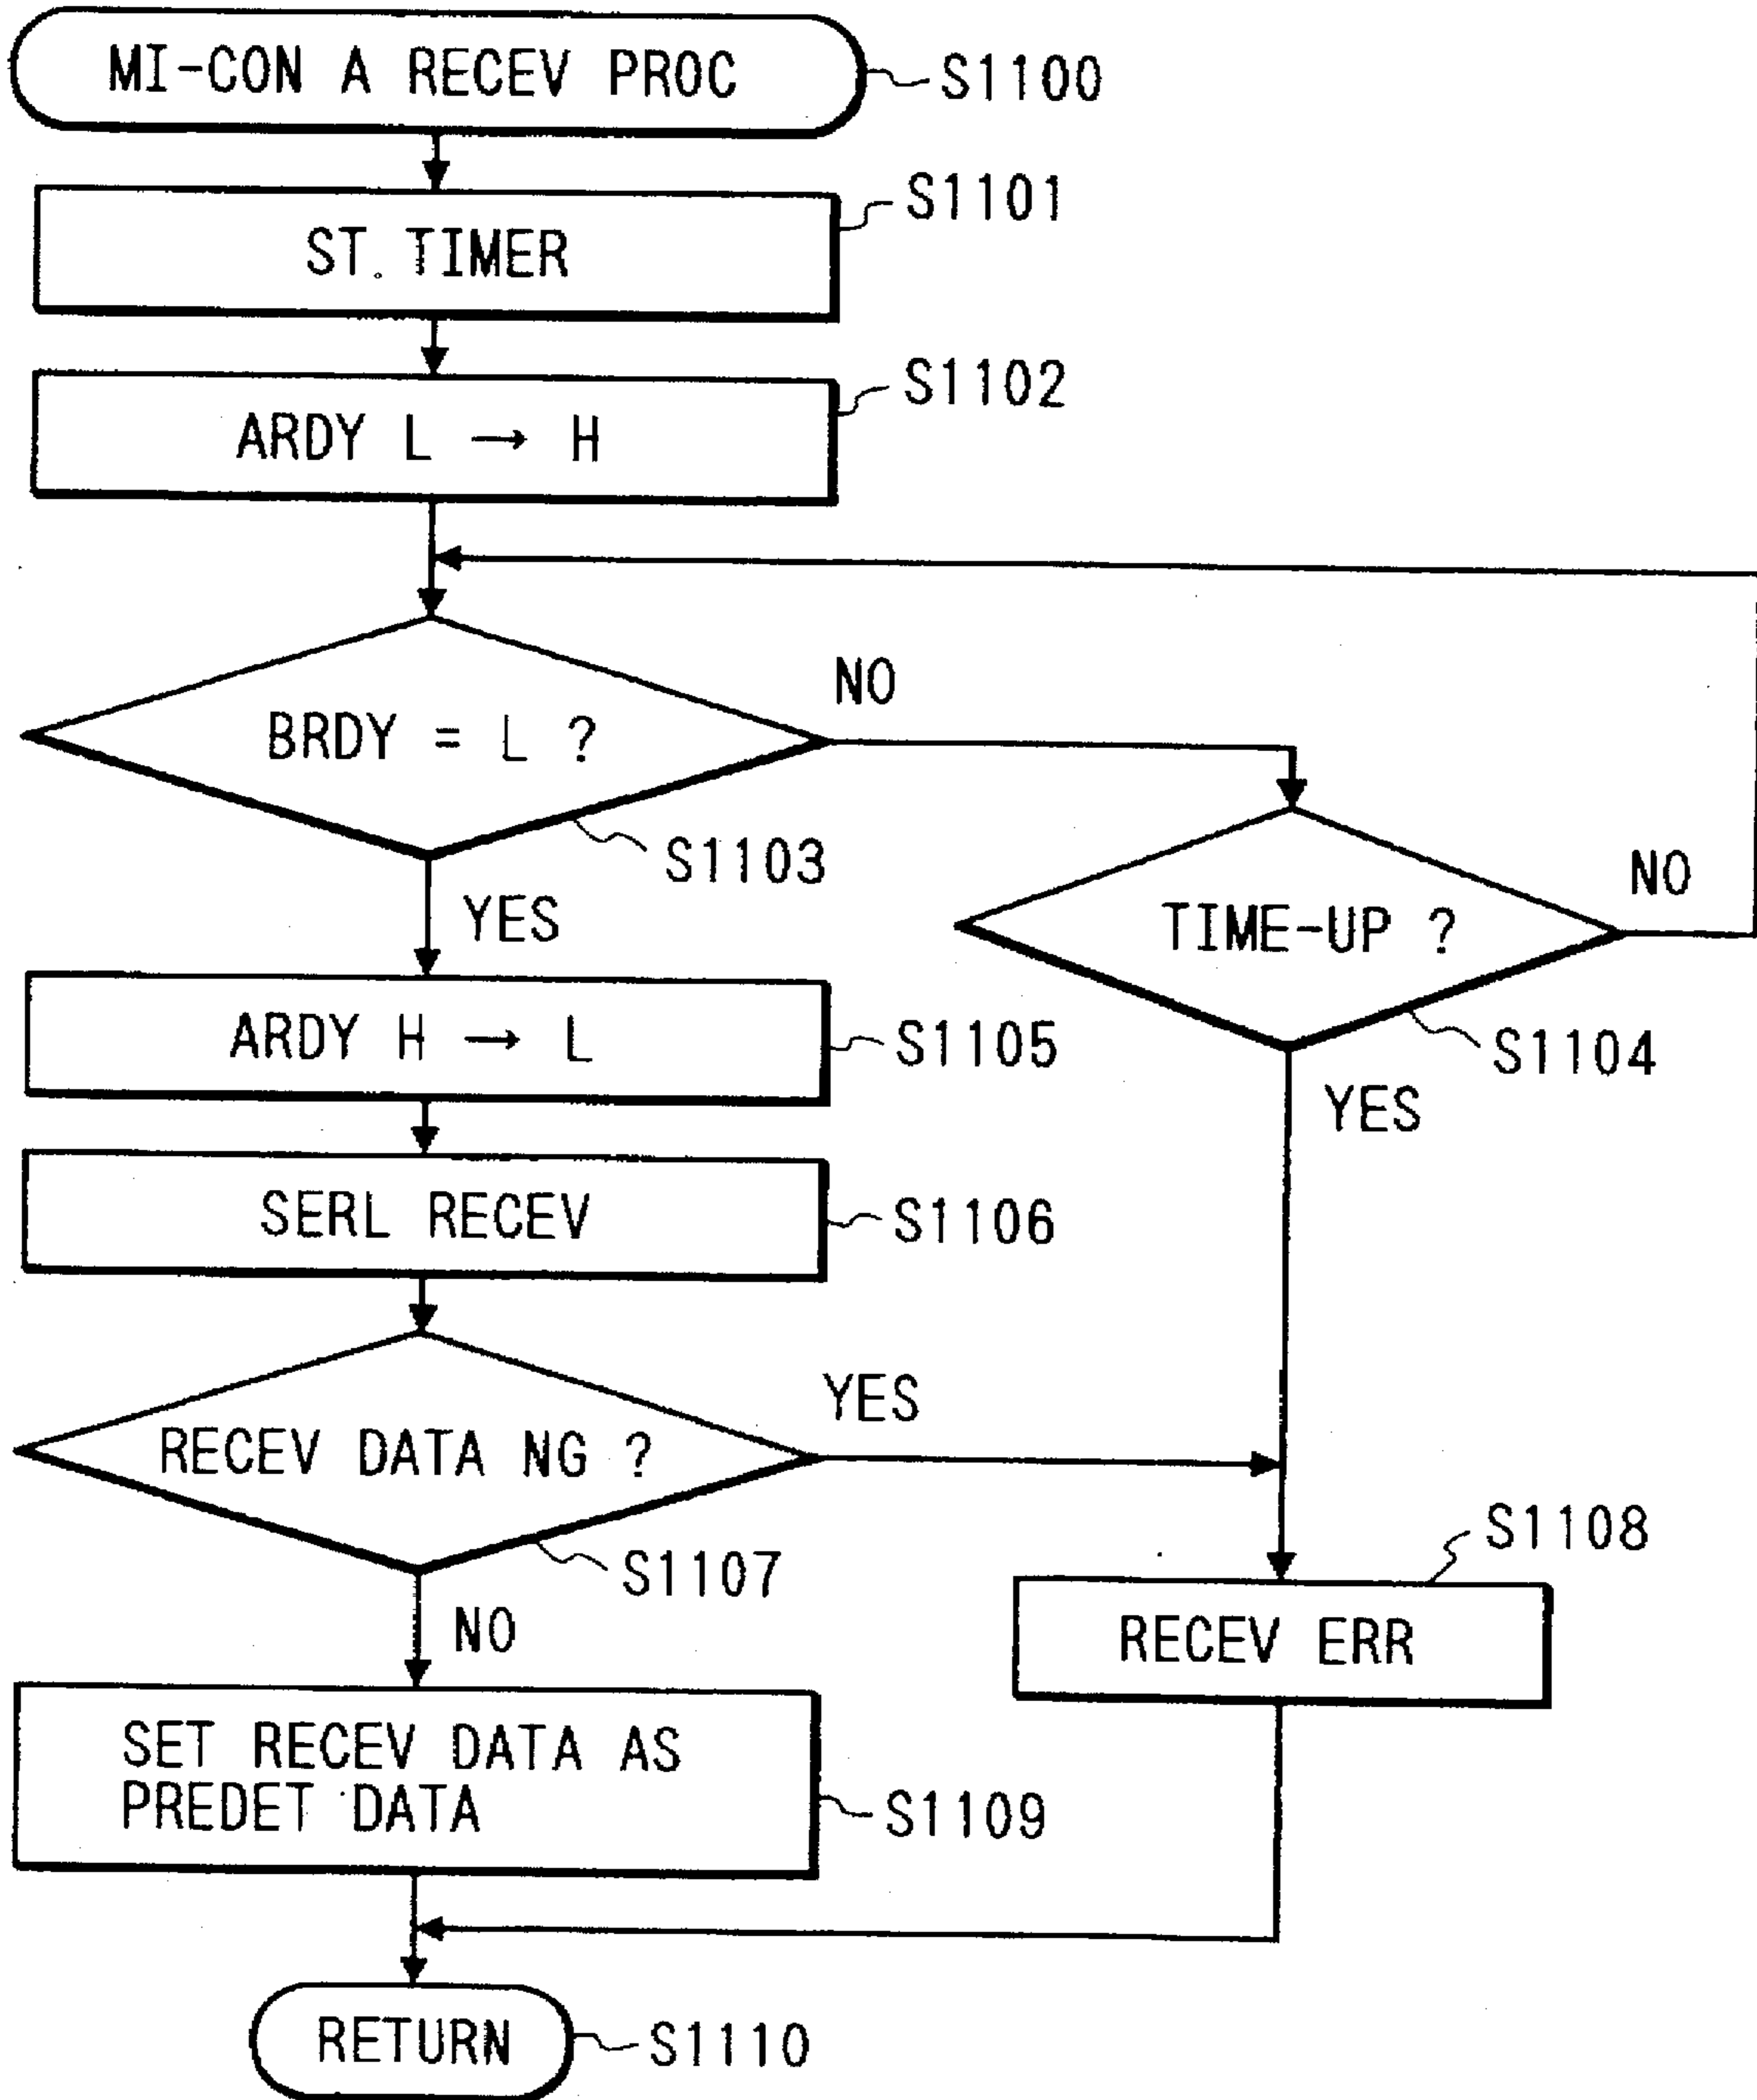 MI-CON A RECEV PROC
S1100
ST. TIMER
S1101
ARDY L → H
S1102
BRDY = L ?
NO
S1103
YES
TIME-UP ?
NO
S1104
YES
ARDY H → L
S1105
SERL RECEV
S1106
RECEV DATA NG ?
YES
S1107
NO
RECEV ERR
S1108
SET RECEV DATA AS
PREDET DATA
S1109
RETURN
S1110